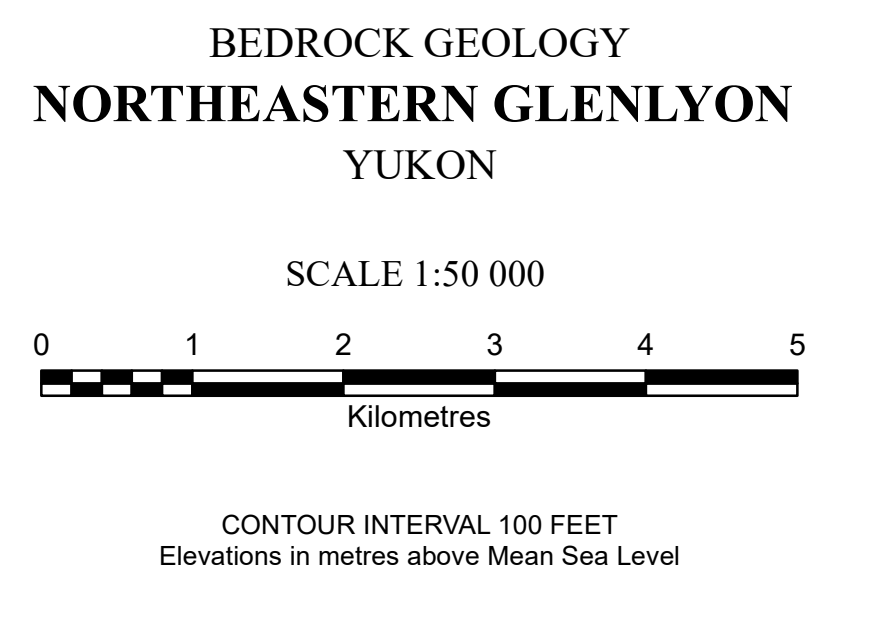 BEDROCK GEOLOGY
NORTHEASTERN GLENLYON
YUKON
SCALE 1:50 000
0 1 2 3 4 5
Kilometres
CONTOUR INTERVAL 100 FEET
Elevations in metres above Mean Sea Level